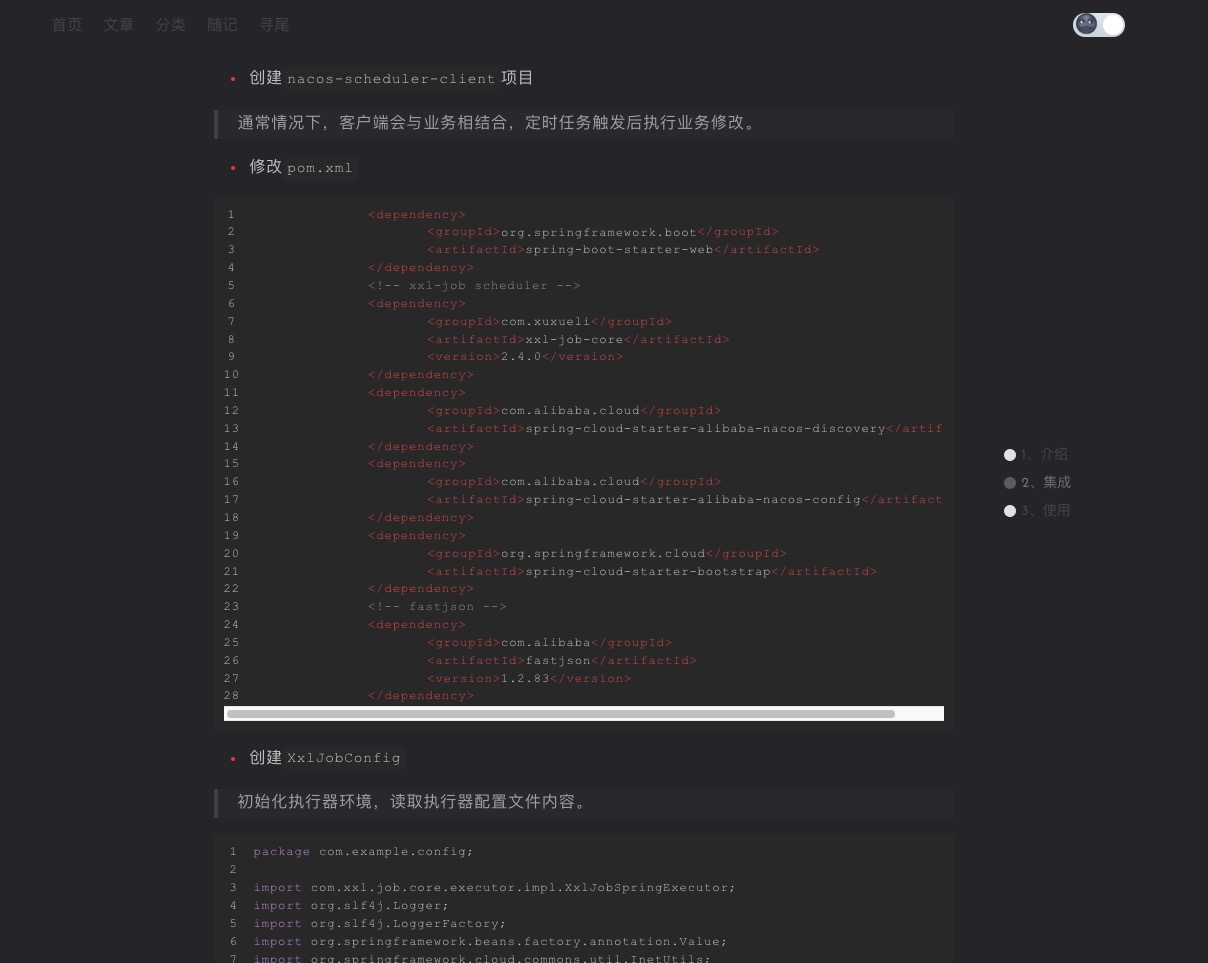 首页 文章 分类 随记 寻尾
• 创建 nacos-scheduler-client 项目
通常情况下，客户端会与业务相结合，定时任务触发后执行业务修改。
• 修改 pom.xml
1 <dependency>
2 <groupId>org.springframework.boot</groupId>
3 <artifactId>spring-boot-starter-web</artifactId>
4 </dependency>
5 <!-- xxl-job scheduler -->
6 <dependency>
7 <groupId>com.xuxueli</groupId>
8 <artifactId>xxl-job-core</artifactId>
9 <version>2.4.0</version>
10 </dependency>
11 <dependency>
12 <groupId>com.alibaba.cloud</groupId>
13 <artifactId>spring-cloud-starter-alibaba-nacos-discovery</artif
14 </dependency>
15 <dependency>
16 <groupId>com.alibaba.cloud</groupId>
17 <artifactId>spring-cloud-starter-alibaba-nacos-config</artifact
18 </dependency>
19 <dependency>
20 <groupId>org.springframework.cloud</groupId>
21 <artifactId>spring-cloud-starter-bootstrap</artifactId>
22 </dependency>
23 <!-- fastjson -->
24 <dependency>
25 <groupId>com.alibaba</groupId>
26 <artifactId>fastjson</artifactId>
27 <version>1.2.83</version>
28 </dependency>
• 创建 XxlJobConfig
初始化执行器环境，读取执行器配置文件内容。
1 package com.example.config;
2
3 import com.xxl.job.core.executor.impl.XxlJobSpringExecutor;
4 import org.slf4j.Logger;
5 import org.slf4j.LoggerFactory;
6 import org.springframework.beans.factory.annotation.Value;
7 import org.springframework.cloud.commons.util.InetUtils;
1、介绍
2、集成
3、使用